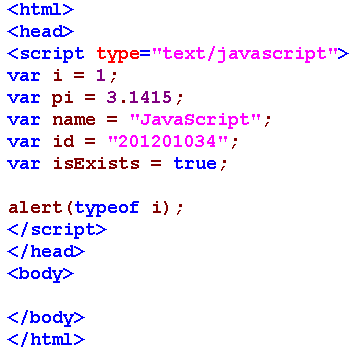 <html>
<head>
<script type="text/javascript">
var i = 1;
var pi = 3.1415;
var name = "JavaScript";
var id = "201201034";
var isExists = true;

alert(typeof i);
</script>
</head>
<body>

</body>
</html>